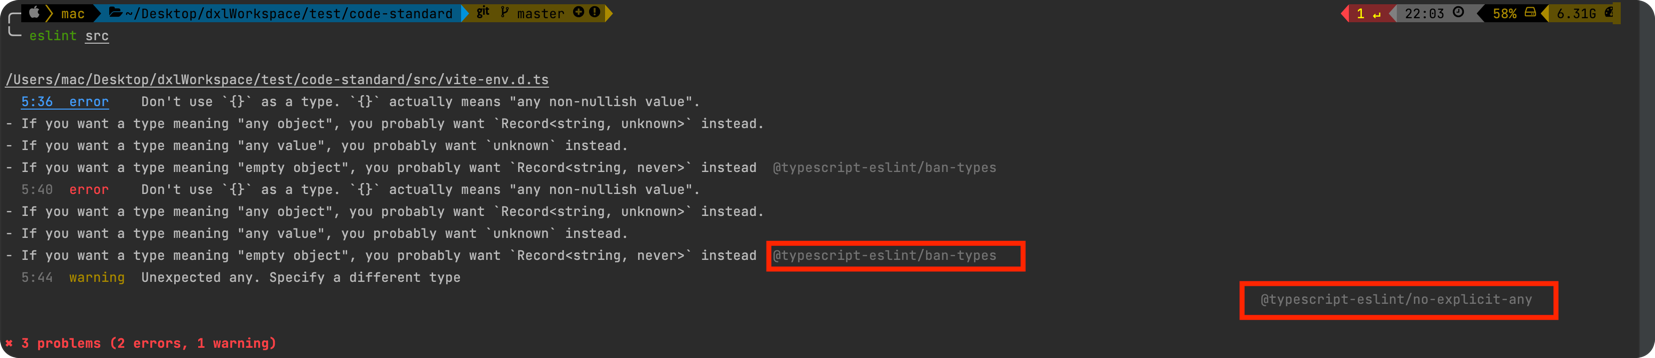 mac ~/Desktop/dxlWorkspace/test/code-standard git master 1 22:03 58% 6.31G
eslint src
/Users/mac/Desktop/dxlWorkspace/test/code-standard/src/vite-env.d.ts
5:36 error Don't use `{}` as a type. `{}` actually means "any non-nullish value".
- If you want a type meaning "any object", you probably want `Record<string, unknown>` instead.
- If you want a type meaning "any value", you probably want `unknown` instead.
- If you want a type meaning "empty object", you probably want `Record<string, never>` instead @typescript-eslint/ban-types
5:40 error Don't use `{}` as a type. `{}` actually means "any non-nullish value".
- If you want a type meaning "any object", you probably want `Record<string, unknown>` instead.
- If you want a type meaning "any value", you probably want `unknown` instead.
- If you want a type meaning "empty object", you probably want `Record<string, never>` instead @typescript-eslint/ban-types
5:44 warning Unexpected any. Specify a different type
@typescript-eslint/no-explicit-any
✖ 3 problems (2 errors, 1 warning)